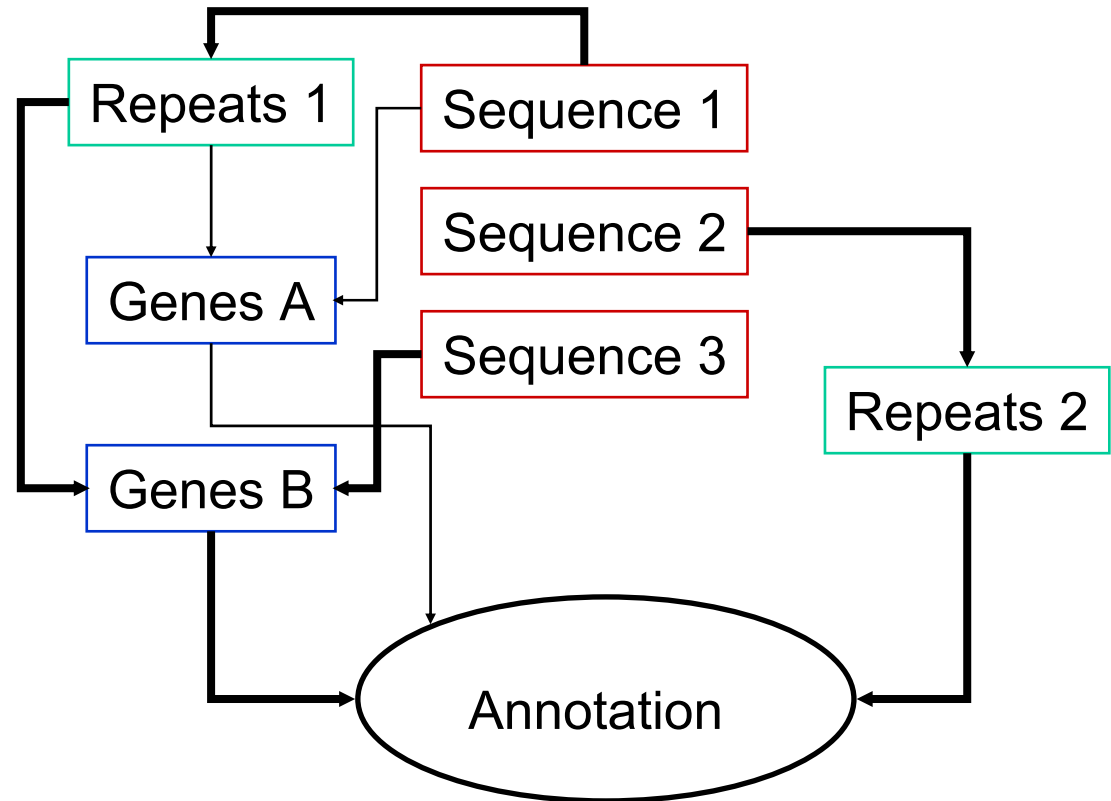 Repeats 1
Sequence 1
Sequence 2
Genes A
Sequence 3
Repeats 2
Genes B
Annotation